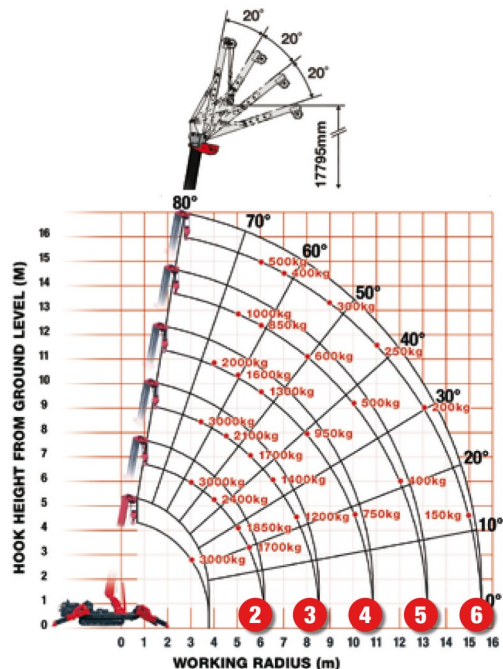 20°
20°
20°
17795mm
80°
70°
60°
50°
40°
30°
20°
10°
0°
HOOK HEIGHT FROM GROUND LEVEL (M)
16
15
14
13
12
11
10
9
8
7
6
5
4
3
2
1
0
500kg
400kg
300kg
1000kg
850kg
250kg
2000kg
600kg
1600kg
1300kg
500kg
200kg
3000kg
2100kg
950kg
1700kg
3000kg
1400kg
400kg
2400kg
1200kg
750kg
150kg
1850kg
1700kg
3000kg
2 3 4 5 6
0 1 2 3 4 5 6 7 8 9 10 11 12 13 14 15 16
WORKING RADIUS (m)